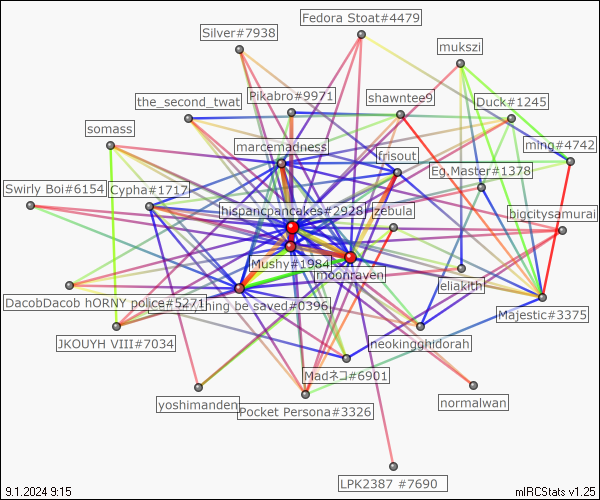 Fedora Stoat#4479
Silver#7938
mukszi
Pikabro#9971
shawntee9
the_second_twat
Duck#1245
somass
ming#4742
marcemadness
frisout
Eg.Master#1378
Swirly Boi#6154
Cypha#1717
hispancpancakes#2928
zebula
bigcitysamurai
Mushy#1984
moonraven
eliakith
DacobDacob hORNY police#5271
hing be saved#0396
Majestic#3375
JKOUYH VIII#7034
neokingghidorah
Madネコ#6901
yoshimanden
Pocket Persona#3326
normalwan
LPK2387 #7690
9.1.2024 9:15
mIRCStats v1.25